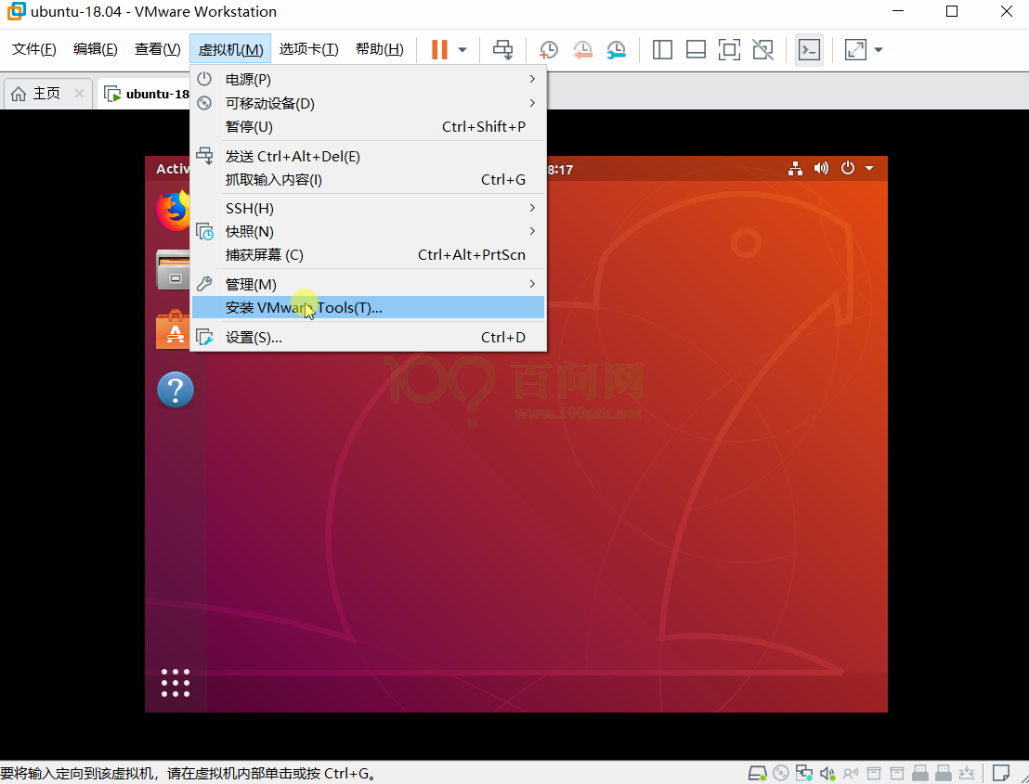 ubuntu-18.04 - VMware Workstation
文件(F) 编辑(E) 查看(V) 虚拟机(M) 选项卡(T) 帮助(H)
主页 ubuntu-18
电源(P)
可移动设备(D)
暂停(U) Ctrl+Shift+P
发送 Ctrl+Alt+Del(E)
抓取输入内容(I) Ctrl+G
SSH(H)
快照(N)
捕获屏幕 (C) Ctrl+Alt+PrtScn
管理(M)
安装 VMware Tools(T)...
设置(S)... Ctrl+D
Activ 8:17
100? 百问网
www.100ask.net
要将输入定向到该虚拟机，请在虚拟机内部单击或按 Ctrl+G。